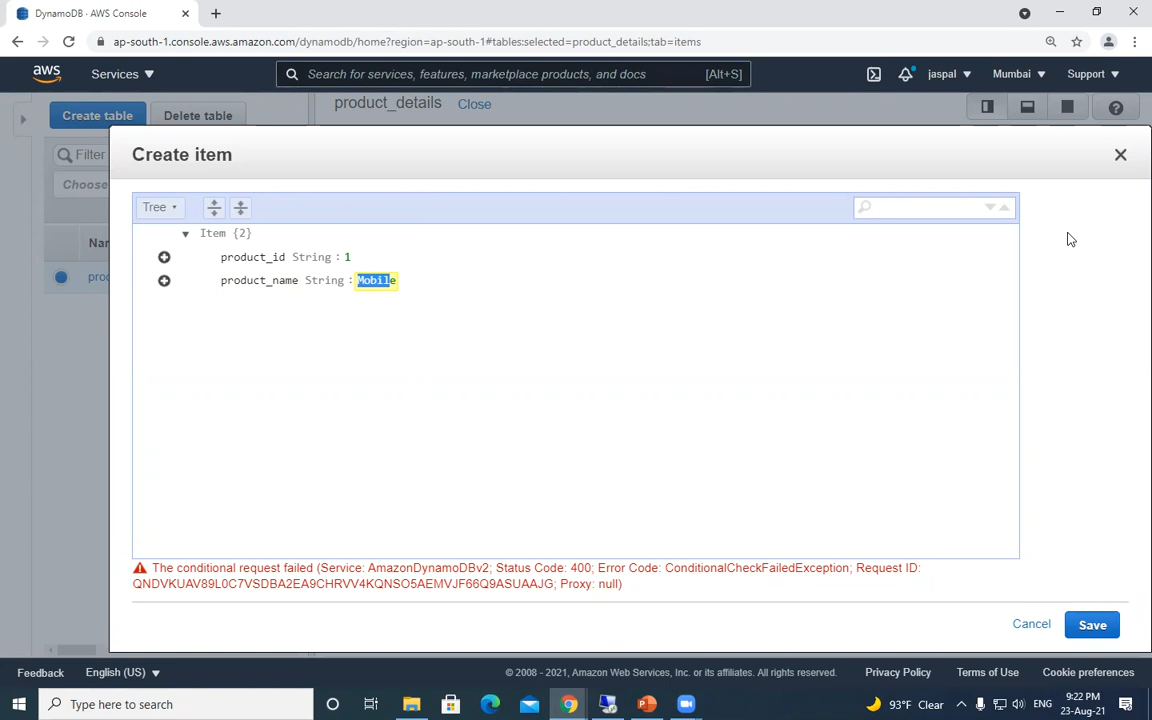 DynamoDB · AWS Console
ap-south-1.console.aws.amazon.com/dynamodb/home?region=ap-south-1#tables:selected=product_details;tab=items
aws Services Search for services, features, marketplace products, and docs [Alt+S] jaspal Mumbai Support
Create table Delete table product_details Close
Filter
Choose
Nam
prod
Create item
Tree
Item {2}
product_id String : 1
product_name String : Mobile
The conditional request failed (Service: AmazonDynamoDBv2; Status Code: 400; Error Code: ConditionalCheckFailedException; Request ID:
QNDVKUAV89L0C7VSDBA2EA9CHRVV4KQNSO5AEMVJF66Q9ASUAAJG; Proxy: null)
Cancel Save
Feedback English (US) © 2008 - 2021, Amazon Web Services, Inc. or its affiliates. All rights reserved. Privacy Policy Terms of Use Cookie preferences
Type here to search 93°F Clear ENG 9:22 PM
23-Aug-21